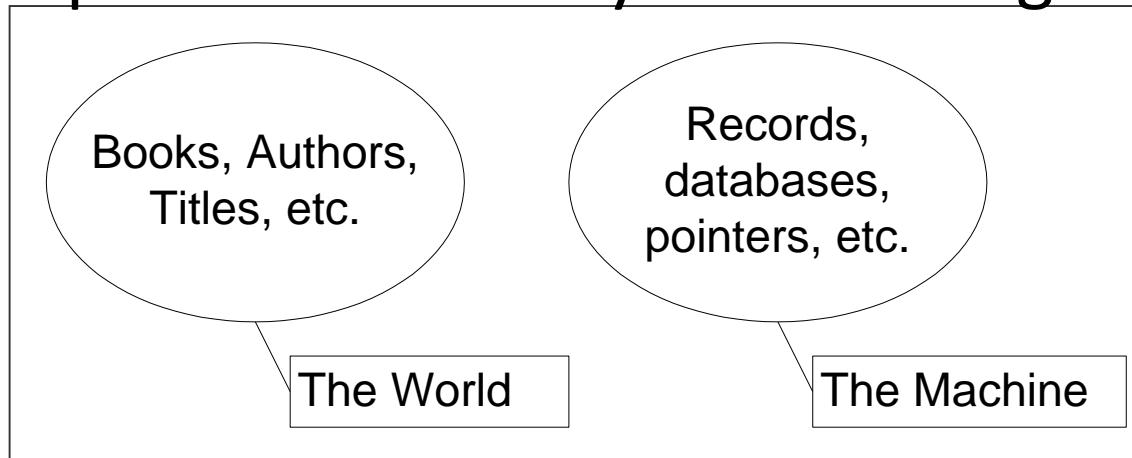 Books, Authors,
Titles, etc.
Records,
databases,
pointers, etc.
The World
The Machine